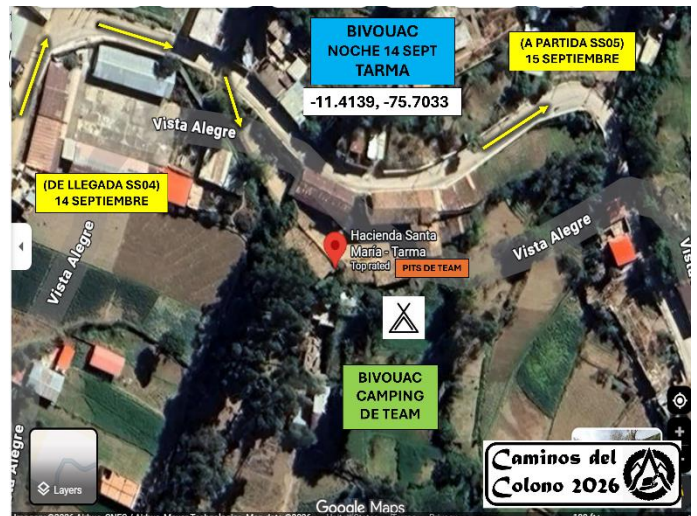 BIVOUAC
NOCHE 14 SEPT
TARMA
-11.4139, -75.7033
(A PARTIDA SS05)
15 SEPTIEMBRE
Vista Alegre
(DE LLEGADA SS04)
14 SEPTIEMBRE
Hacienda Santa
María - Tarma
Top rated
PITS DE TEAM
Vista Alegre
Vista Alegre
BIVOUAC
CAMPING
DE TEAM
Layers
Google Maps
Caminos del
Colono 2026